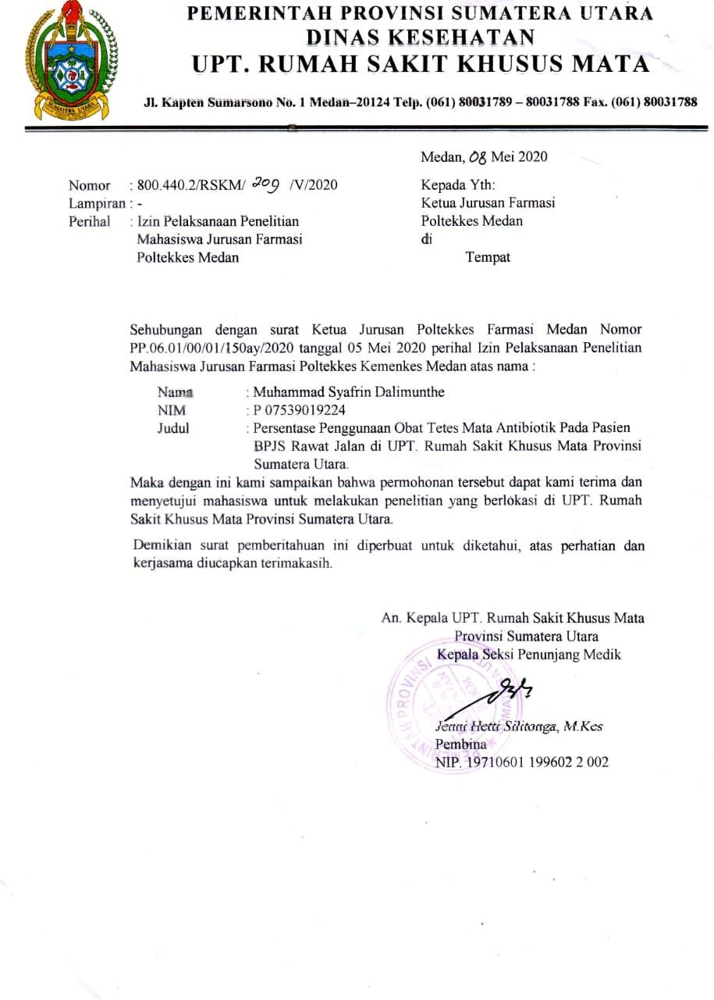 PEMERINTAH PROVINSI SUMATERA UTARA
DINAS KESEHATAN
UPT. RUMAH SAKIT KHUSUS MATA
Jl. Kapten Sumarsono No. 1 Medan–20124 Telp. (061) 80031789 – 80031788 Fax. (061) 80031788
SUMATERA UTARA
Medan, 08 Mei 2020
Nomor : 800.440.2/RSKM/ 209 /V/2020
Lampiran : -
Perihal : Izin Pelaksanaan Penelitian
Mahasiswa Jurusan Farmasi
Poltekkes Medan
Kepada Yth:
Ketua Jurusan Farmasi
Poltekkes Medan
di
Tempat
Sehubungan dengan surat Ketua Jurusan Poltekkes Farmasi Medan Nomor
PP.06.01/00/01/150ay/2020 tanggal 05 Mei 2020 perihal Izin Pelaksanaan Penelitian
Mahasiswa Jurusan Farmasi Poltekkes Kemenkes Medan atas nama :
Nama : Muhammad Syafrin Dalimunthe
NIM : P 07539019224
Judul : Persentase Penggunaan Obat Tetes Mata Antibiotik Pada Pasien
BPJS Rawat Jalan di UPT. Rumah Sakit Khusus Mata Provinsi
Sumatera Utara.
Maka dengan ini kami sampaikan bahwa permohonan tersebut dapat kami terima dan
menyetujui mahasiswa untuk melakukan penelitian yang berlokasi di UPT. Rumah
Sakit Khusus Mata Provinsi Sumatera Utara.
Demikian surat pemberitahuan ini diperbuat untuk diketahui, atas perhatian dan
kerjasama diucapkan terimakasih.
An. Kepala UPT. Rumah Sakit Khusus Mata
Provinsi Sumatera Utara
Kepala Seksi Penunjang Medik
PEMERINTAH PROVINSI SUMATERA UTARA
Jenni Hetti Silitonga, M.Kes
Pembina
NIP. 19710601 199602 2 002